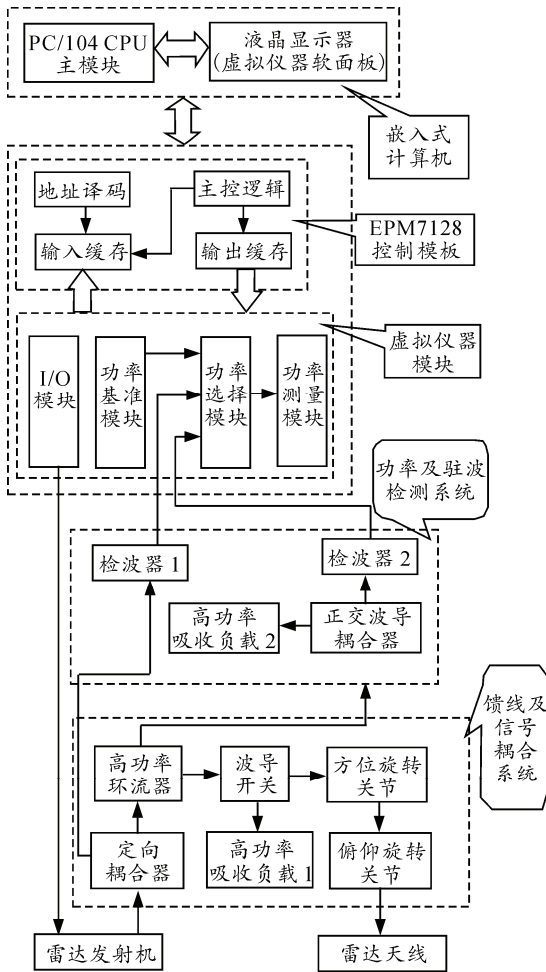 PC/104 CPU
主模块
液晶显示器
(虚拟仪器软面板)
嵌入式
计算机
地址译码
主控逻辑
输入缓存
输出缓存
EPM7128
控制模板
I/O
模块
功率
基准
模块
功率
选择
模块
功率
测量
模块
虚拟仪器
模块
功率及驻波
检测系统
检波器1
检波器2
高功率
吸收负载2
正交波导
耦合器
馈线及
信号
耦合
系统
高功率
环流器
波导
开关
方位旋转
关节
定向
耦合器
高功率
吸收负载1
俯仰旋转
关节
雷达发射机
雷达天线